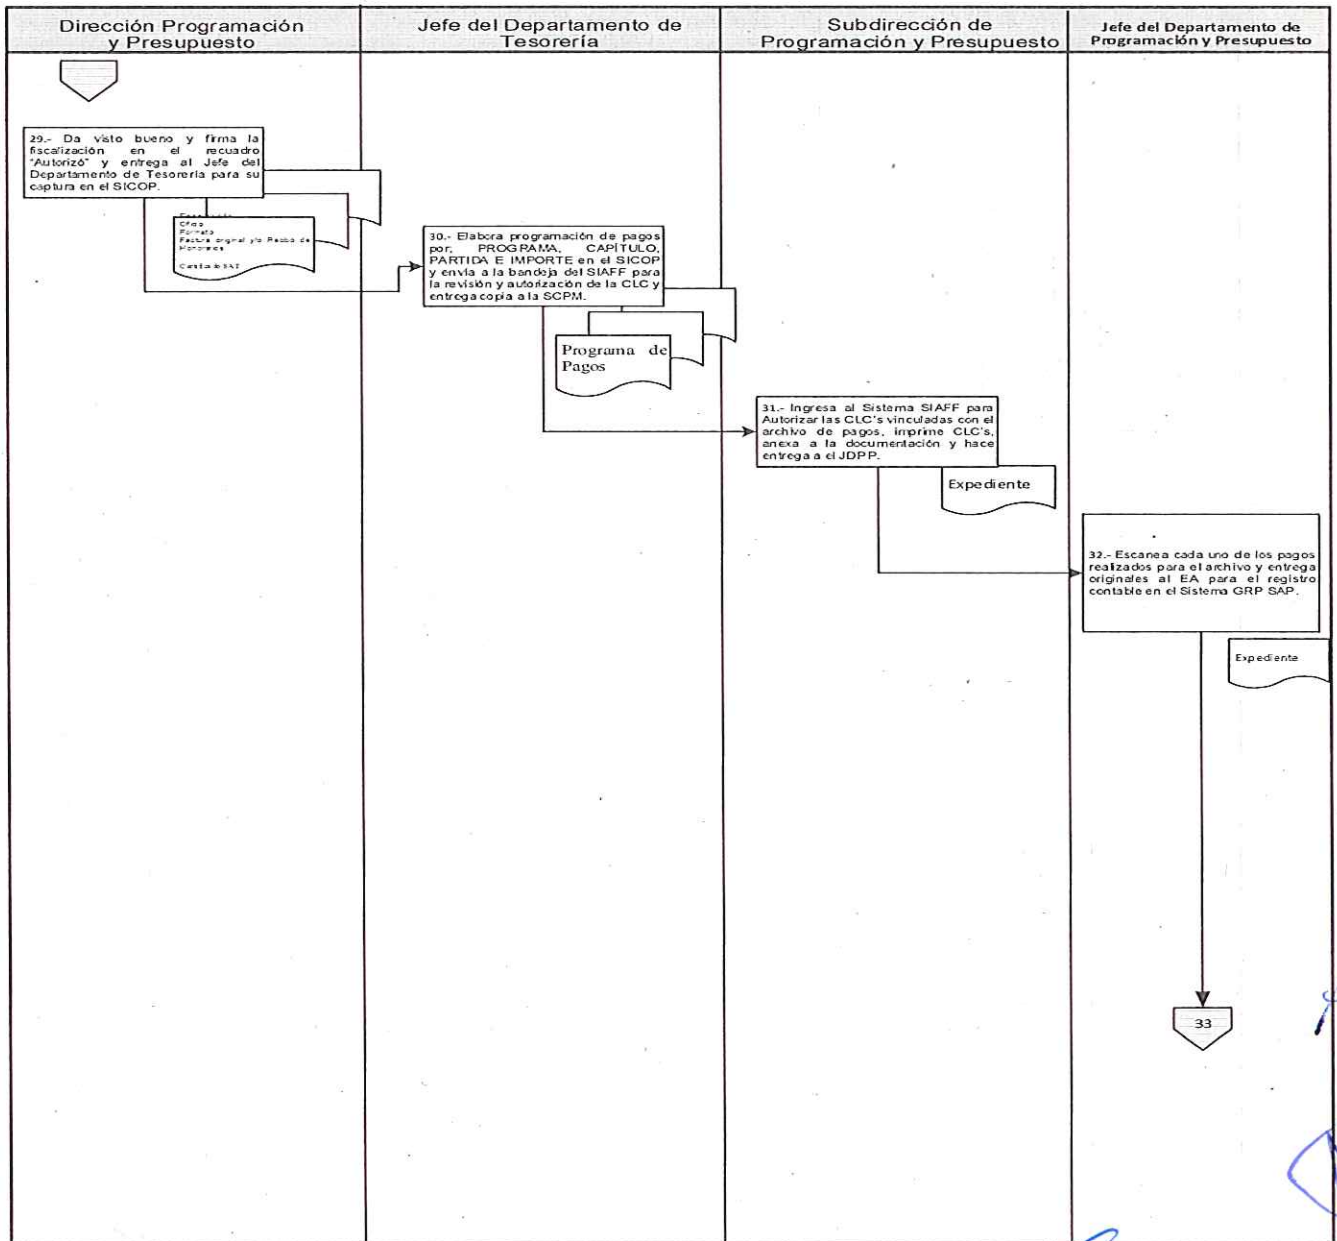 Dirección Programación
y Presupuesto
Jefe del Departamento de
Tesorería
Subdirección de
Programación y Presupuesto
Jefe del Departamento de
Programación y Presupuesto
29.- Da visto bueno y firma la
fiscalización en el recuadro
"Autorizó" y entrega al Jefe del
Departamento de Tesorería para su
captura en el SICOP.
Oficio
Formato
Factura original y/o Recibo de
Honorarios
30.- Elabora programación de pagos
por, PROGRAMA, CAPÍTULO,
PARTIDA E IMPORTE en el SICOP
y envía a la bandeja del SIAFF para
la revisión y autorización de la CLC y
entrega copia a la SCPM.
Programa de
Pagos
31.- Ingresa al Sistema SIAFF para
Autorizar las CLC's vinculadas con el
archivo de pagos, imprime CLC's,
anexa a la documentación y hace
entrega a el JDPP.
Expediente
32.- Escanea cada uno de los pagos
realizados para el archivo y entrega
originales al EA para el registro
contable en el Sistema GRP SAP.
Expediente
33